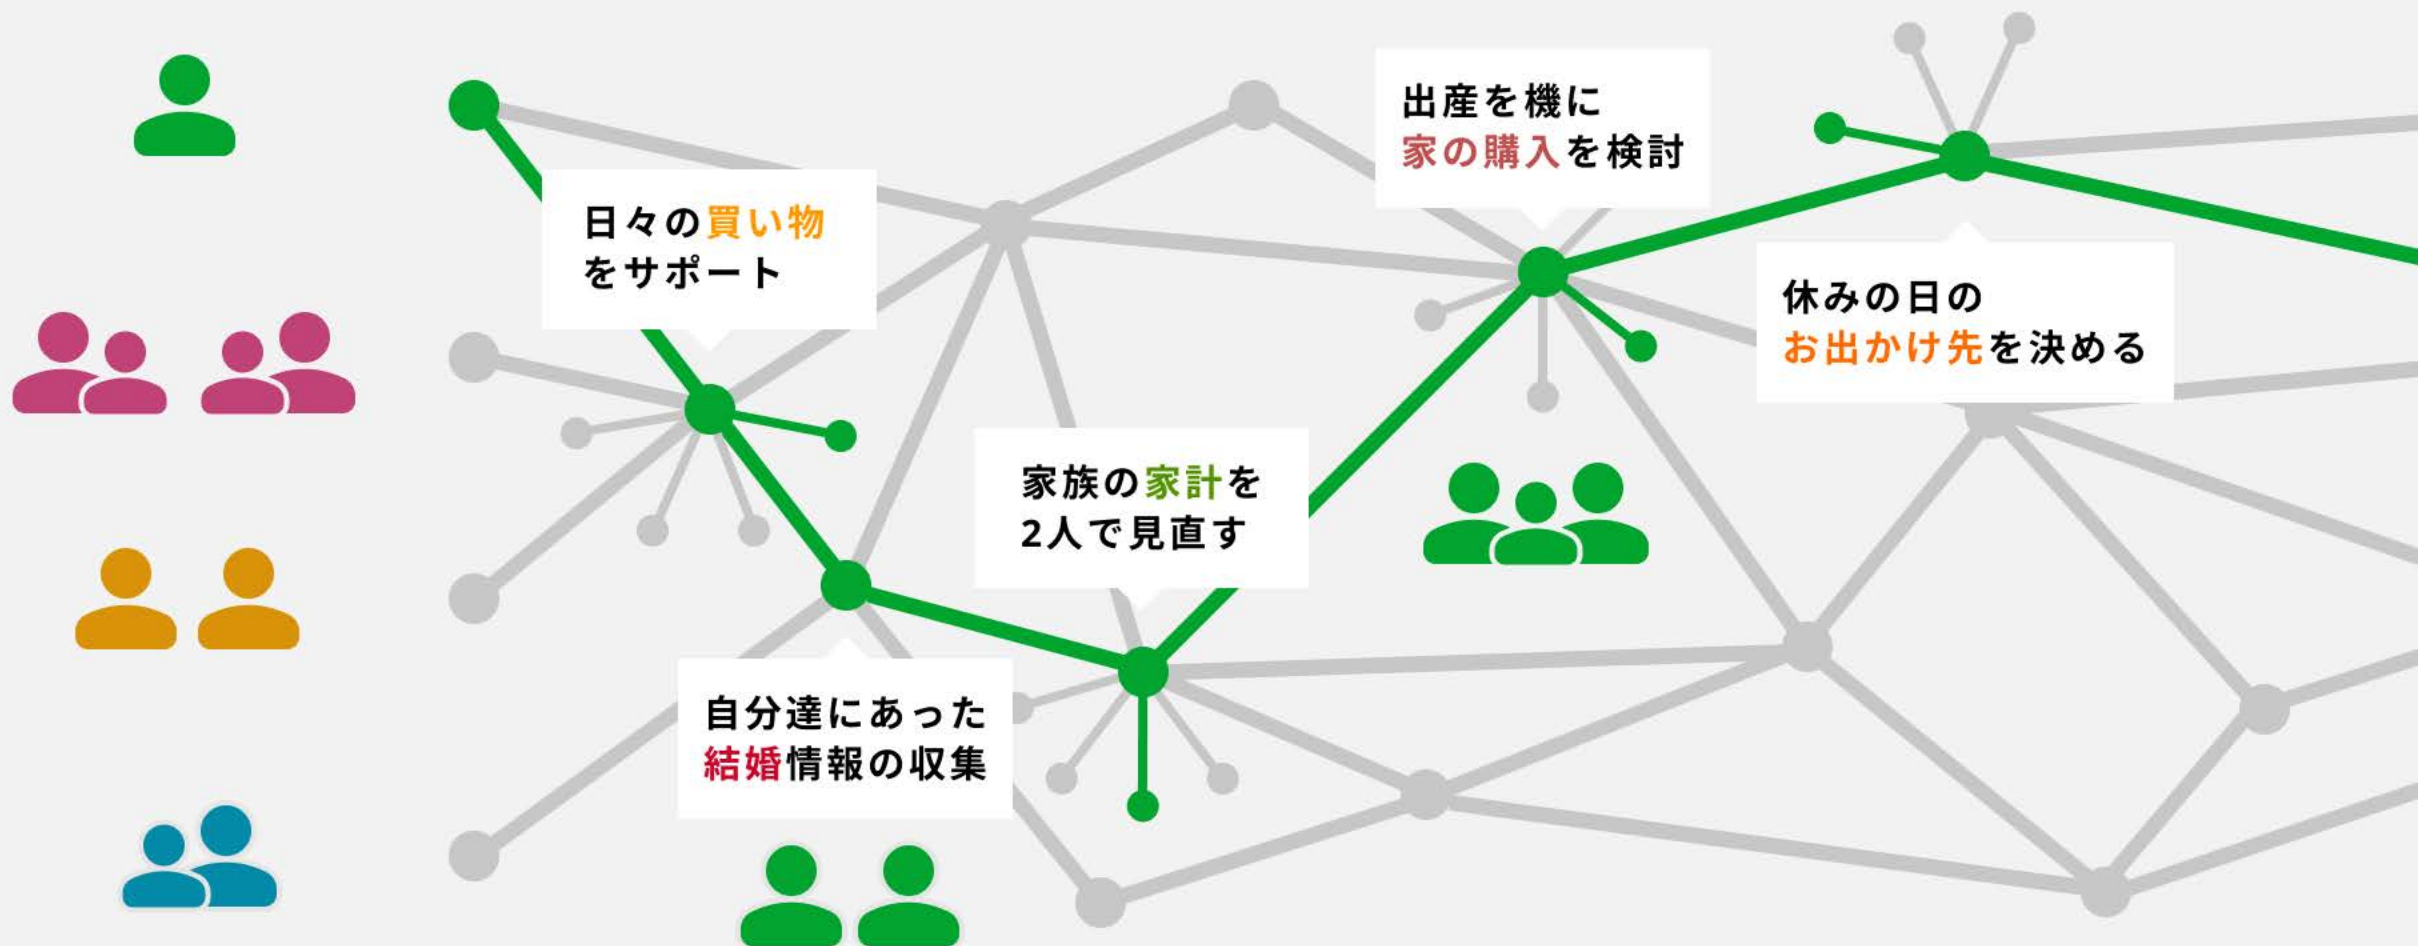 日々の買い物
をサポート
自分達にあった
結婚情報の収集
家族の家計を
2人で見直す
出産を機に
家の購入を検討
休みの日の
お出かけ先を決める